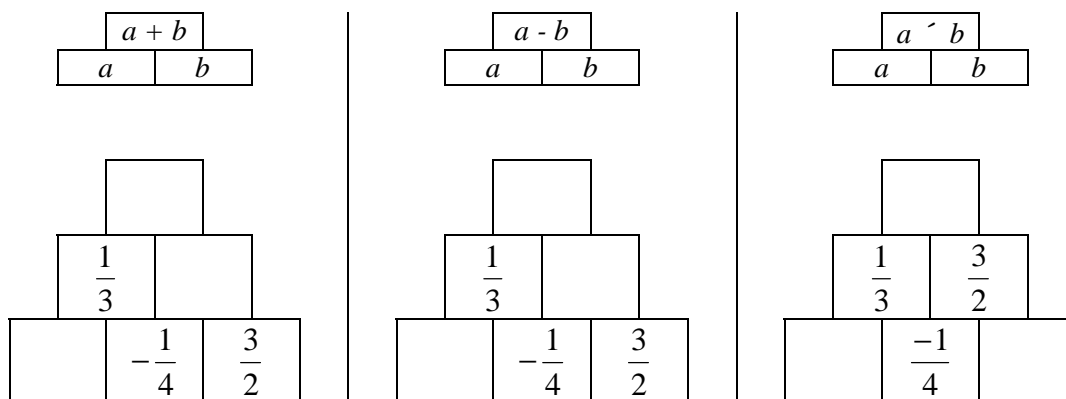 a + b a - b a ´ b
a b a b a b
1/3 1/3 1/3 3/2
-1/4 3/2 -1/4 3/2 -1/4